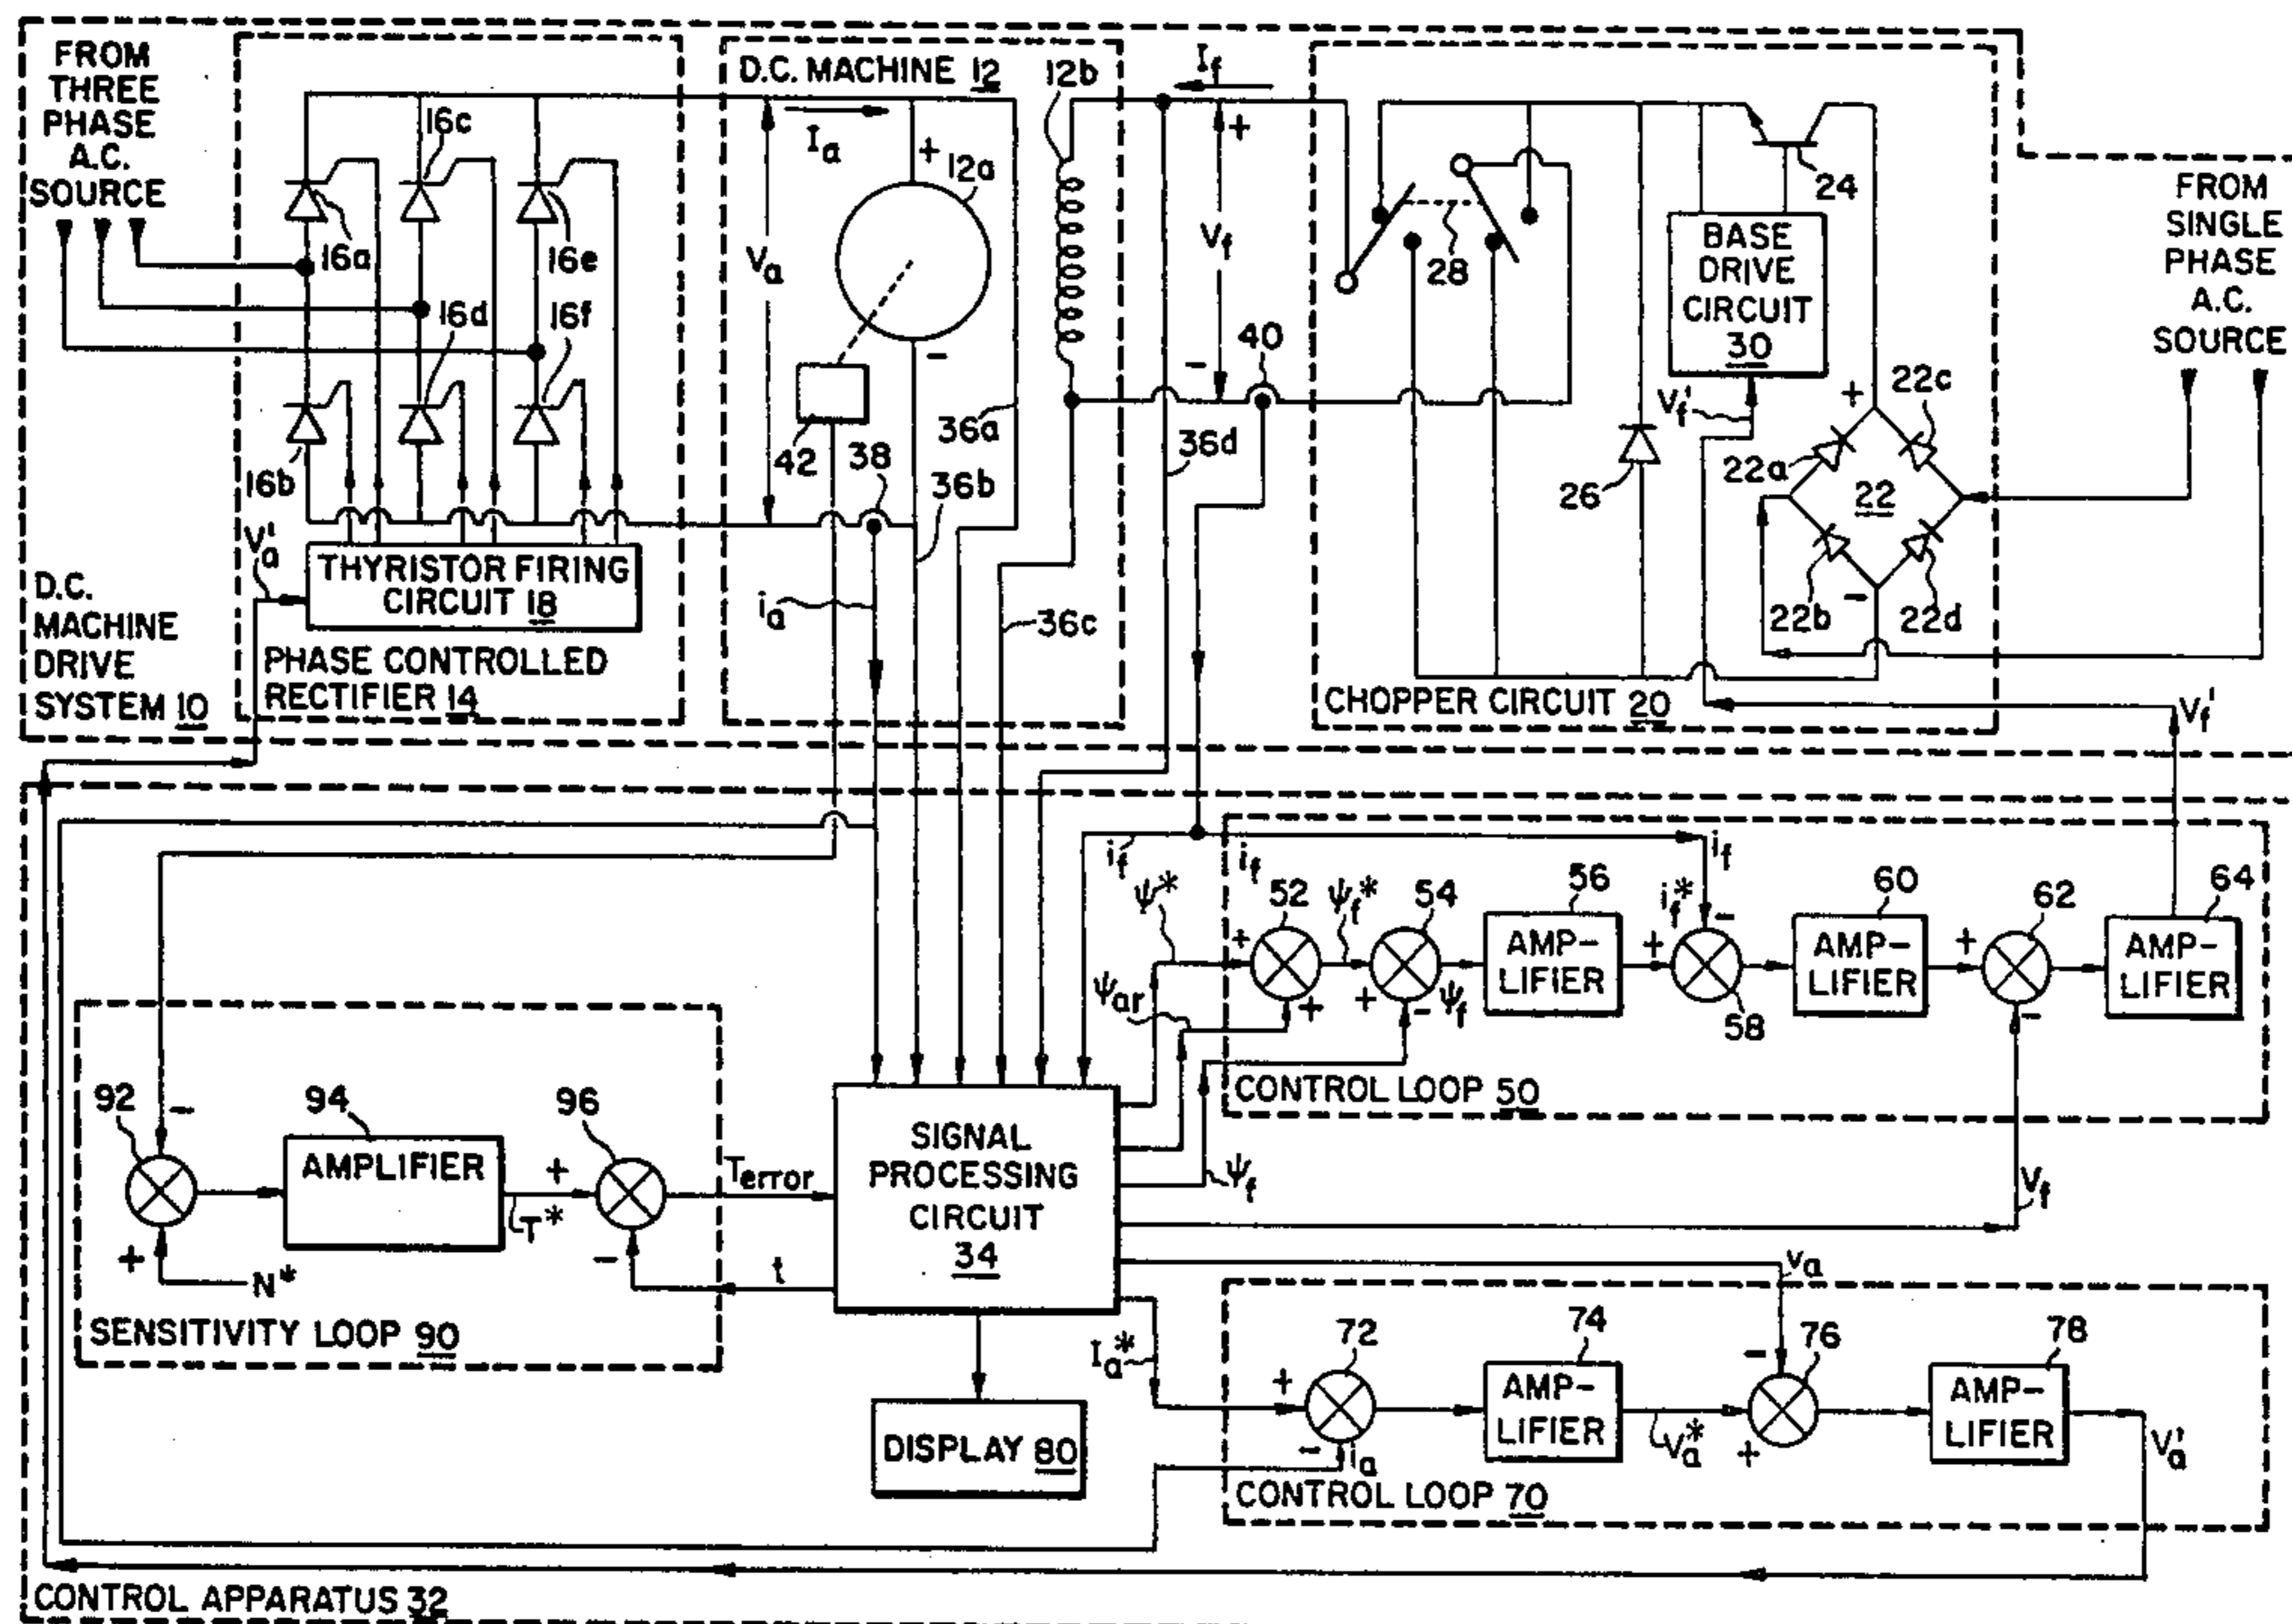 FROM
THREE
PHASE
A.C.
SOURCE
16a
16b
16c
16d
16e
16f
V'a
THYRISTOR FIRING
CIRCUIT 18
PHASE CONTROLLED
RECTIFIER 14
D.C.
MACHINE
DRIVE
SYSTEM 10
D.C. MACHINE 12
12b
Ia
Va
+
12a
-
42
38
ia
36a
36b
36c
36d
If
+
Vf
-
40
28
26
24
BASE
DRIVE
CIRCUIT
30
V'f
+
22c
22a
22
22b
-
22d
CHOPPER CIRCUIT 20
FROM
SINGLE
PHASE
A.C.
SOURCE
V'f
if
if
if
ψ*
52
ψf*
54
56
if*
-
60
62
64
+
AMP-
LIFIER
+
AMP-
LIFIER
+
AMP-
LIFIER
ψar
+
+
-
ψf
58
-
CONTROL LOOP 50
ψf
Vf
92
-
94
AMPLIFIER
+
96
Terror
T*
+
N*
-
t
SENSITIVITY LOOP 90
SIGNAL
PROCESSING
CIRCUIT
34
va
Ia*
72
74
-
76
78
+
AMP-
LIFIER
AMP-
LIFIER
-
ia
Va*
+
V'a
CONTROL LOOP 70
DISPLAY 80
CONTROL APPARATUS 32